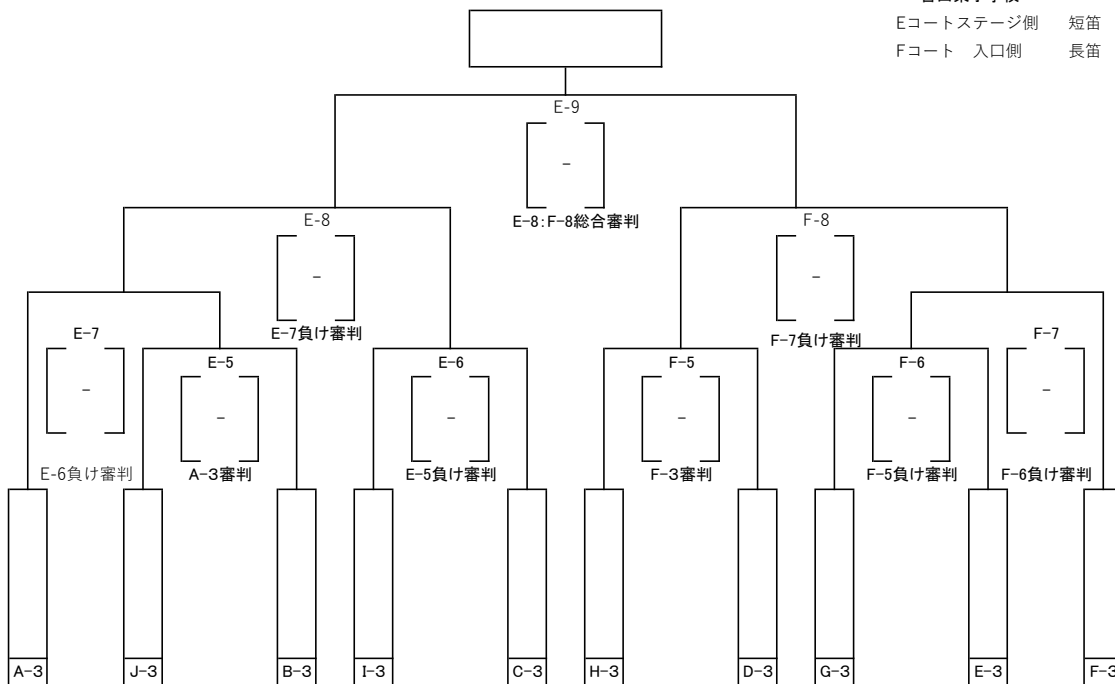 Eコートステージ側　短笛
Fコート　入口側　長笛
E-9
-
E-8:F-8総合審判
E-8
-
E-7負け審判
F-8
-
F-7負け審判
E-7
-
E-6負け審判
E-5
-
A-3審判
E-6
-
E-5負け審判
F-5
-
F-3審判
F-6
-
F-5負け審判
F-7
-
F-6負け審判
A-3
J-3
B-3
I-3
C-3
H-3
D-3
G-3
E-3
F-3